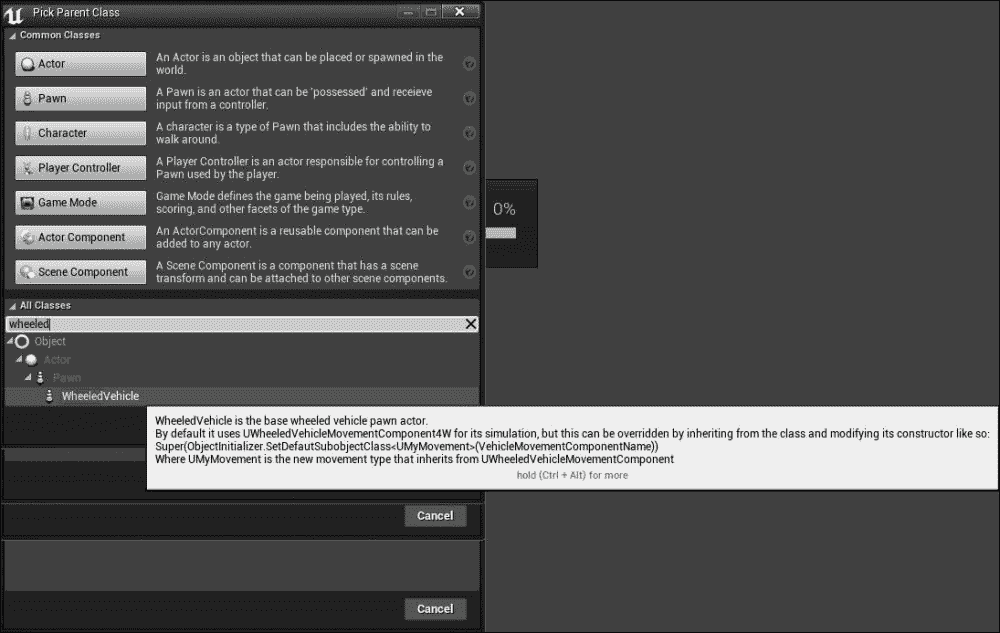 Pick Parent Class
Common Classes
Actor
An Actor is an object that can be placed or spawned in the
world.
Pawn
A Pawn is an actor that can be 'possessed' and receieve
input from a controller.
Character
A character is a type of Pawn that includes the ability to
walk around.
Player Controller
A Player Controller is an actor responsible for controlling a
Pawn used by the player.
Game Mode
Game Mode defines the game being played, its rules,
scoring, and other facets of the game type.
Actor Component
An ActorComponent is a reusable component that can be
added to any actor.
Scene Component
A Scene Component is a component that has a scene
transform and can be attached to other scene components.
0%
All Classes
wheeled
Object
Actor
Pawn
WheeledVehicle
WheeledVehicle is the base wheeled vehicle pawn actor.
By default it uses UWheeledVehicleMovementComponent4W for its simulation, but this can be overridden by inheriting from the class and modifying its constructor like so:
Super(ObjectInitializer.SetDefautSubobjectClass<UMyMovement>(VehicleMovementComponentName))
Where UMyMovement is the new movement type that inherits from UWheeledVehicleMovementComponent
hold (Ctrl + Alt) for more
Cancel
Cancel